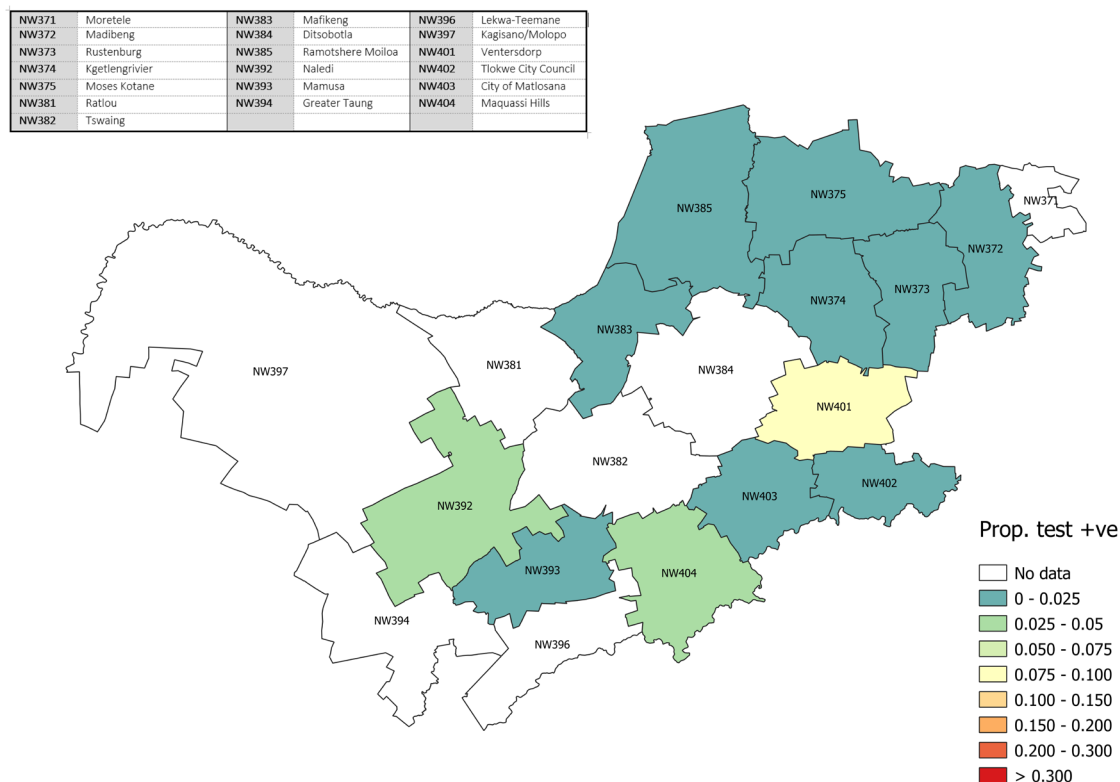 NW371 Moretele NW383 Mafikeng NW396 Lekwa-Teemane
NW372 Madibeng NW384 Ditsobotla NW397 Kagisano/Molopo
NW373 Rustenburg NW385 Ramotshere Moiloa NW401 Ventersdorp
NW374 Kgetlengrivier NW392 Naledi NW402 Tlokwe City Council
NW375 Moses Kotane NW393 Mamusa NW403 City of Matlosana
NW381 Ratlou NW394 Greater Taung NW404 Maquassi Hills
NW382 Tswaing
NW375
NW371
NW385
NW372
NW373
NW374
NW383
NW381
NW384
NW397
NW401
NW382
NW402
NW403
NW392
NW393
NW404
NW394
NW396
Prop. test +ve
No data
0 - 0.025
0.025 - 0.05
0.050 - 0.075
0.075 - 0.100
0.100 - 0.150
0.150 - 0.200
0.200 - 0.300
> 0.300